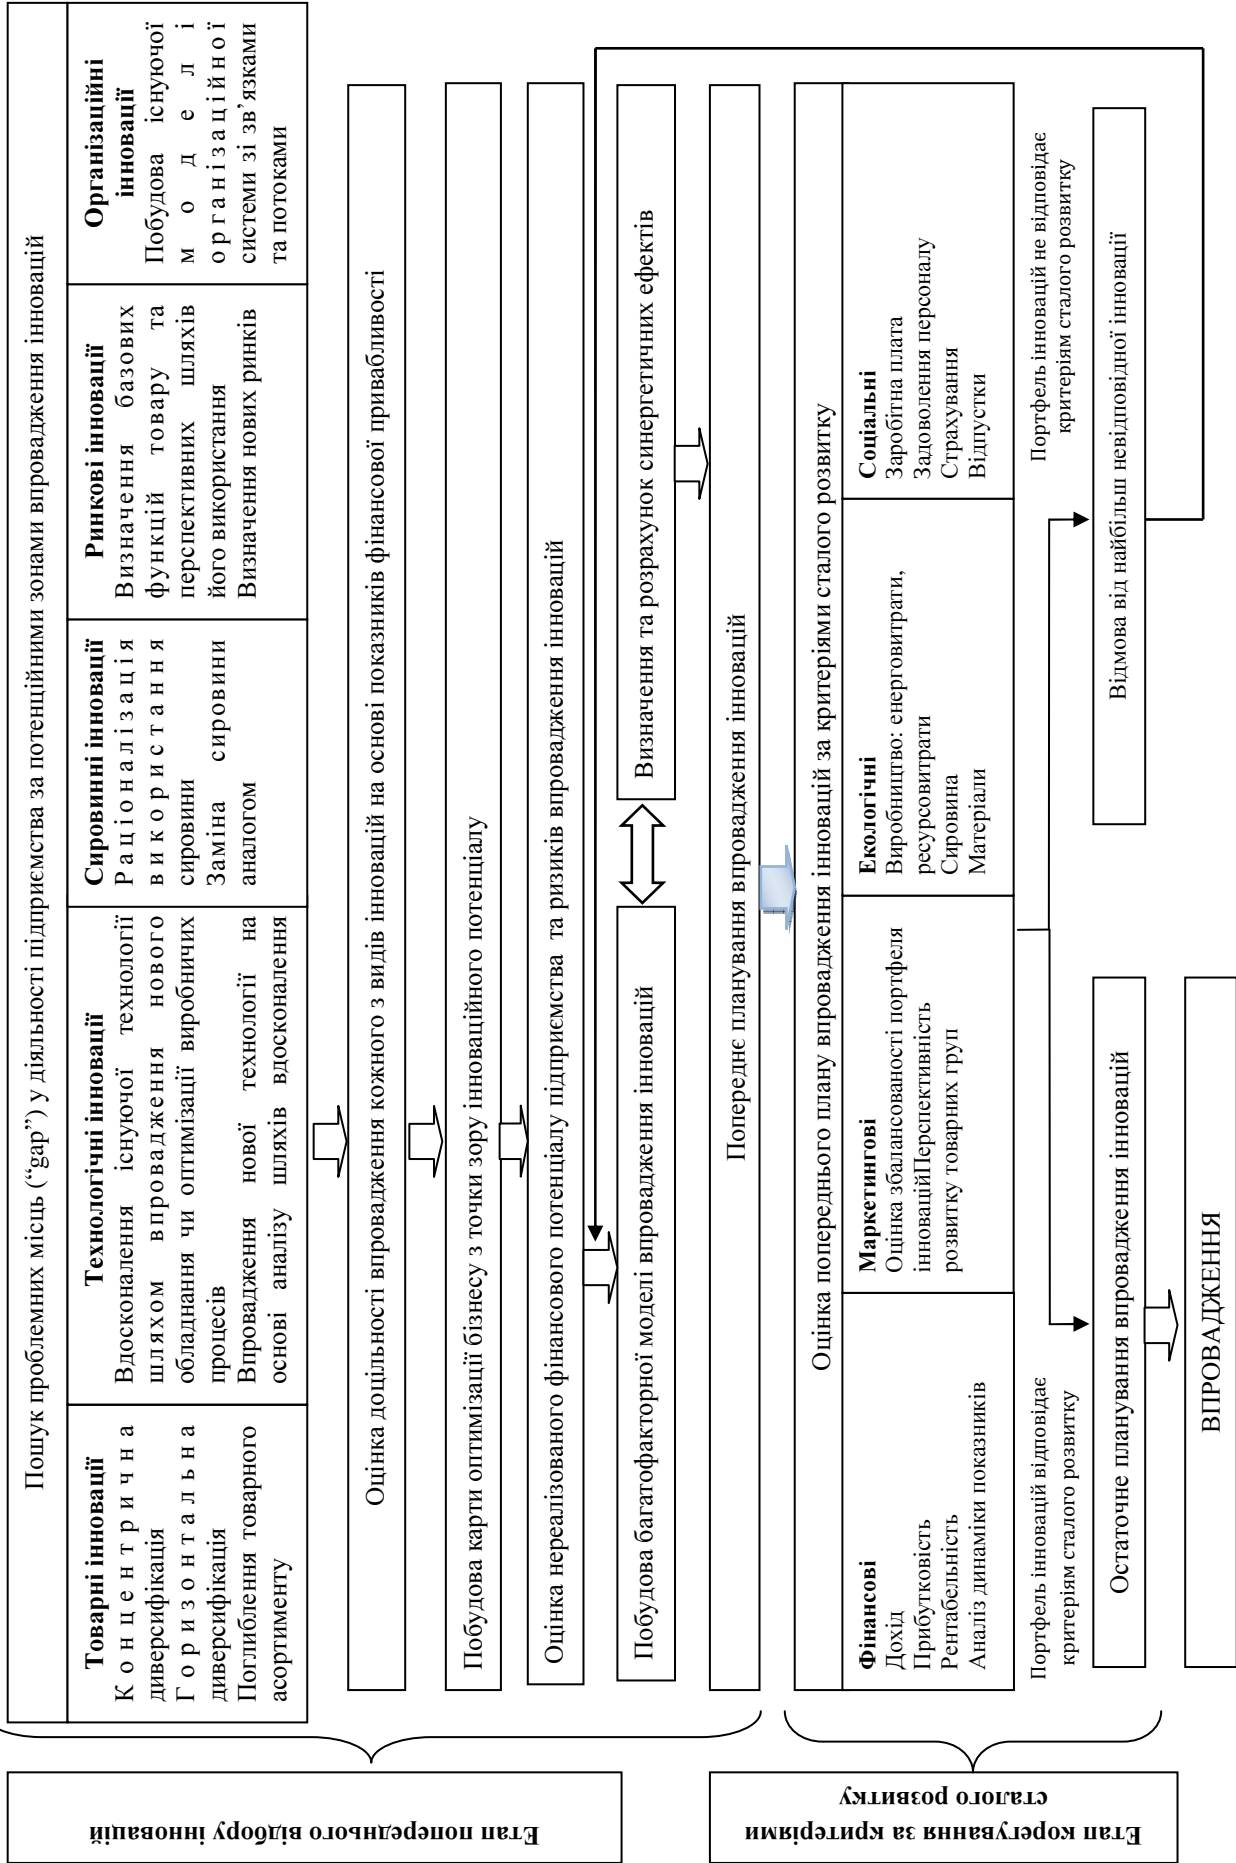 Пошук проблемних місць (“gap”) у діяльності підприємства за потенційними зонами впровадження інновацій
Товарні інновації
Концентрична
диверсифікація
Горизонтальна
диверсифікація
Поглиблення товарного
асортименту
Технологічні інновації
Вдосконалення існуючої технології
шляхом впровадження нового
обладнання чи оптимізації виробничих
процесів
Впровадження нової технології на
основі аналізу шляхів вдосконалення
Сировинні інновації
Раціоналізація
використання
сировини
Заміна сировини
аналогом
Ринкові інновації
Визначення базових
функцій товару та
перспективних шляхів
його використання
Визначення нових ринків
Організаційні
інновації
Побудова існуючої
моделі
організаційної
системи зі зв’язками
та потоками
Оцінка доцільності впровадження кожного з видів інновацій на основі показників фінансової привабливості
Побудова карти оптимізації бізнесу з точки зору інноваційного потенціалу
Оцінка нереалізованого фінансового потенціалу підприємства та ризиків впровадження інновацій
Побудова багатофакторної моделі впровадження інновацій
Визначення та розрахунок синергетичних ефектів
Попереднє планування впровадження інновацій
Оцінка попереднього плану впровадження інновацій за критеріями сталого розвитку
Фінансові
Дохід
Прибутковість
Рентабельність
Аналіз динаміки показників
Маркетингові
Оцінка збалансованості портфеля
інноваційПерспективність
розвитку товарних груп
Екологічні
Виробництво: енерговитрати,
ресурсовитрати
Сировина
Матеріали
Соціальні
Заробітна плата
Задоволення персоналу
Страхування
Відпустки
Портфель інновацій відповідає
критеріям сталого розвитку
Портфель інновацій не відповідає
критеріям сталого розвитку
Остаточне планування впровадження інновацій
Відмова від найбільш невідповідної інновації
ВПРОВАДЖЕННЯ
Етап попереднього відбору інновацій
Етап корегування за критеріями
сталого розвитку